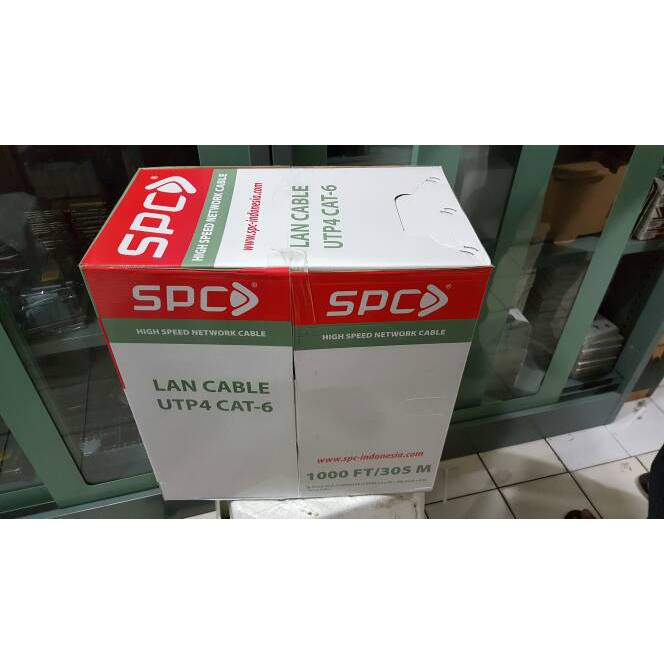 SPC
HIGH SPEED NETWORK CABLE
www.spc-indonesia.com
LAN CABLE
UTP4 CAT-6
SPC
HIGH SPEED NETWORK CABLE
LAN CABLE
UTP4 CAT-6
SPC
HIGH SPEED NETWORK CABLE
www.spc-indonesia.com
1000 FT/305 M